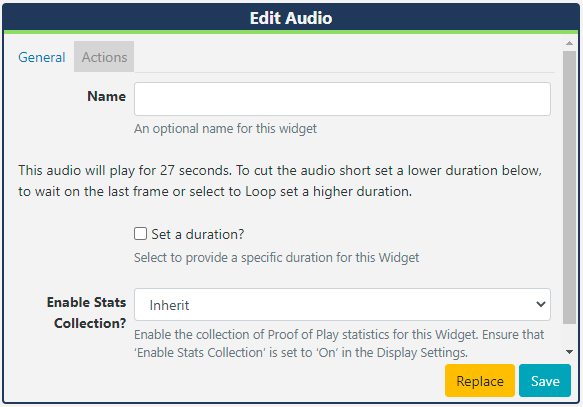 Edit Audio
General Actions
Name
An optional name for this widget
This audio will play for 27 seconds. To cut the audio short set a lower duration below,
to wait on the last frame or select to Loop set a higher duration.
Set a duration?
Select to provide a specific duration for this Widget
Enable Stats
Collection?
Inherit
Enable the collection of Proof of Play statistics for this Widget. Ensure that
'Enable Stats Collection' is set to 'On' in the Display Settings.
Replace Save